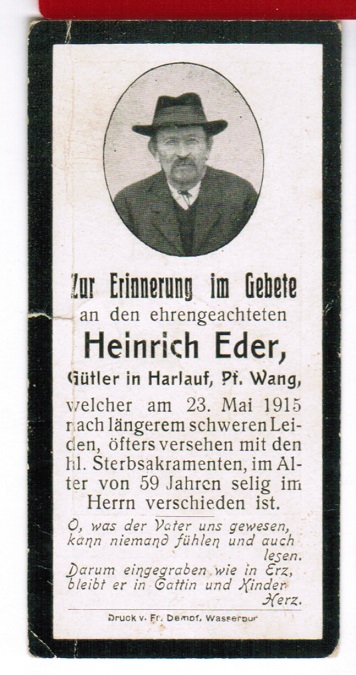 Zur Erinnerung im Gebete
an den ehrengeachteten
Heinrich Eder,
Gütler in Harlauf, Pf. Wang,
welcher am 23. Mai 1915
nach längerem schweren Lei-
den, öfters versehen mit den
hl. Sterbsakramenten, im Al-
ter von 59 Jahren selig im
Herrn verschieden ist.
O, was der Vater uns gewesen,
kann niemand fühlen und auch
lesen.
Darum eingegraben wie in Erz,
bleibt er in Gattin und Kinder
Herz.
Druck v. Fr. Dempf, Wasserbur